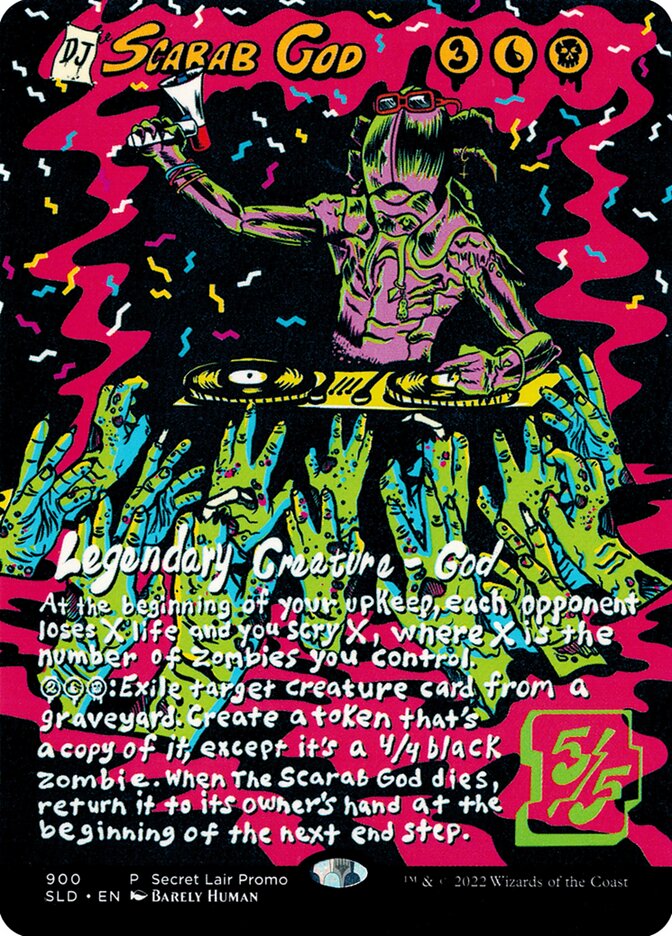 DJ The SCARAB GOD 3
Legendary Creature - God
At the beginning of your upkeep, each opponent
loses X life and you scry X, where X is the
number of Zombies you control.
2:Exile target creature card from a
graveyard. Create a token that's
a copy of it, except it's a 4/4 black
zombie. When The Scarab God dies,
return it to its owner's hand at the
beginning of the next end step.
5/5
900 P Secret Lair Promo
SLD • EN BARELY HUMAN
™ & © 2022 Wizards of the Coast